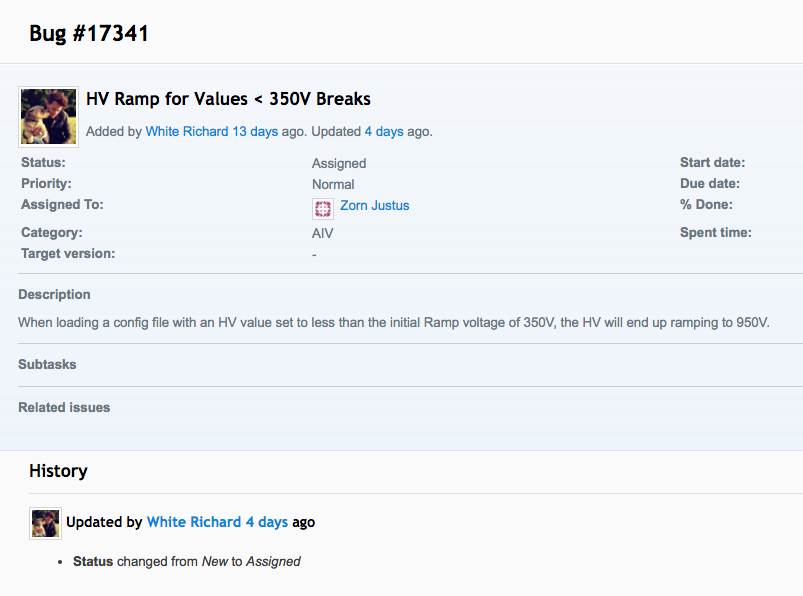 Bug #17341
HV Ramp for Values < 350V Breaks
Added by White Richard 13 days ago. Updated 4 days ago.
Status: Assigned Start date:
Priority: Normal Due date:
Assigned To: Zorn Justus % Done:
Category: AIV Spent time:
Target version: -
Description
When loading a config file with an HV value set to less than the initial Ramp voltage of 350V, the HV will end up ramping to 950V.
Subtasks
Related issues
History
Updated by White Richard 4 days ago
• Status changed from New to Assigned